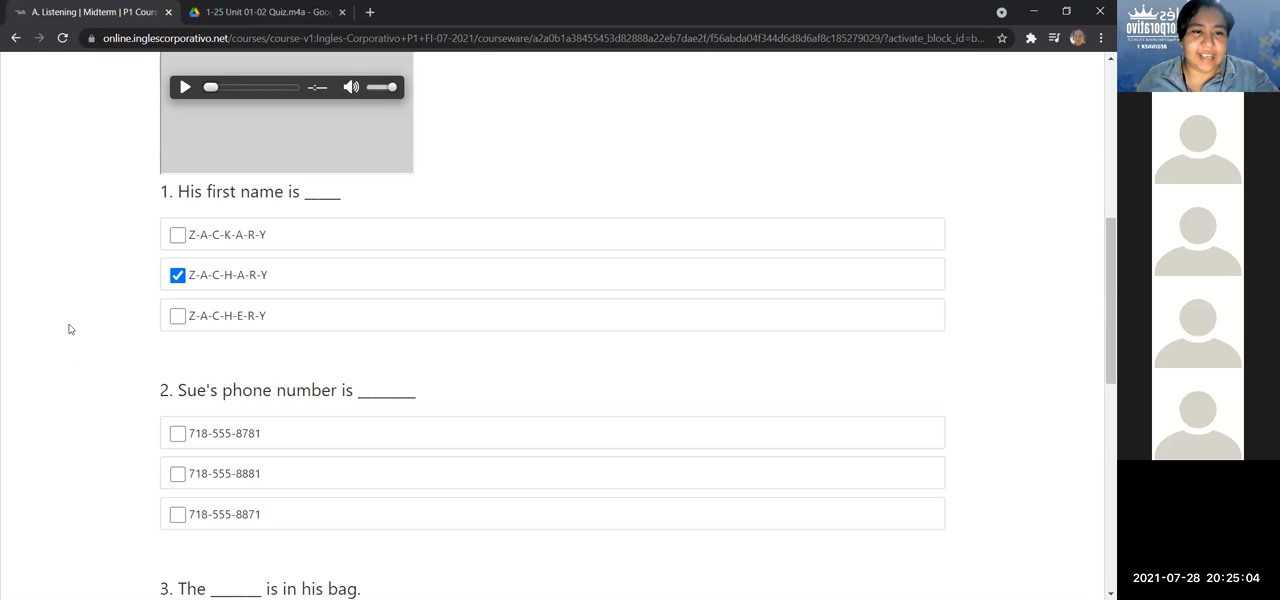 A. Listening | Midterm | P1 Cours
1-25 Unit 01-02 Quiz.m4a - Goo
online.inglescorporativo.net/courses/course-v1:Ingles-Corporativo+P1+FI-07-2021/courseware/a2a0b1a38455453d82888a22eb7dae2f/f56abda04f344d6d8d6af8c185279029/?activate_block_id=b...
-:--
1. His first name is _____
Z-A-C-K-A-R-Y
Z-A-C-H-A-R-Y
Z-A-C-H-E-R-Y
2. Sue's phone number is ________
718-555-8781
718-555-8881
718-555-8871
3. The ______ is in his bag.
2021-07-28 20:25:04